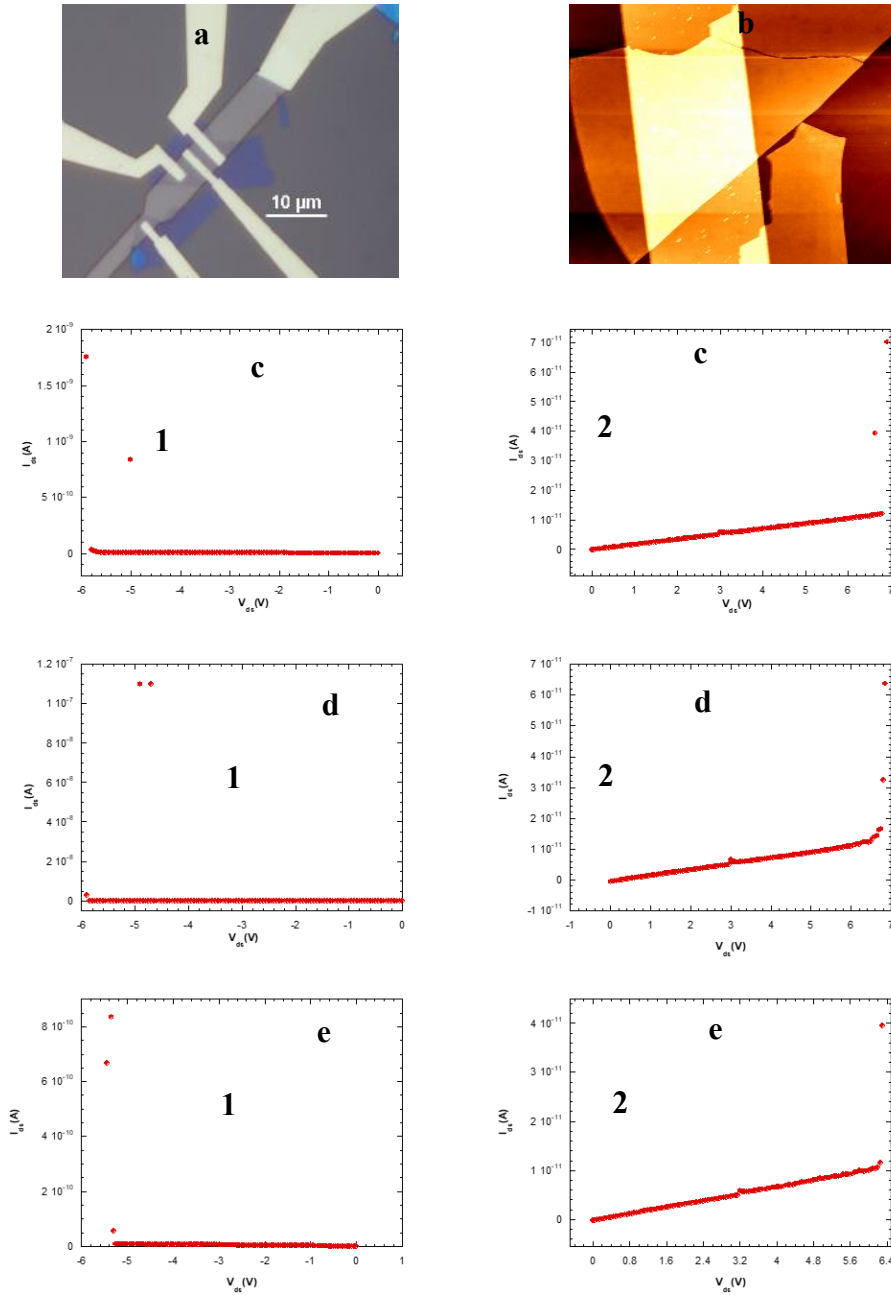 a
b
10 µm
2 10⁻⁹
1.5 10⁻⁹
1 10⁻⁹
5 10⁻¹⁰
0
I_ds(A)
c
1
-6 -5 -4 -3 -2 -1 0
V_ds(V)
7 10⁻¹¹
6 10⁻¹¹
5 10⁻¹¹
4 10⁻¹¹
3 10⁻¹¹
2 10⁻¹¹
1 10⁻¹¹
0
I_ds(A)
c
2
0 1 2 3 4 5 6 7
V_ds(V)
1.2 10⁻⁷
1 10⁻⁷
8 10⁻⁸
6 10⁻⁸
4 10⁻⁸
2 10⁻⁸
0
I_ds(A)
d
1
-6 -5 -4 -3 -2 -1 0
V_ds(V)
7 10⁻¹¹
6 10⁻¹¹
5 10⁻¹¹
4 10⁻¹¹
3 10⁻¹¹
2 10⁻¹¹
1 10⁻¹¹
0
-1 10⁻¹¹
I_ds(A)
d
2
-1 0 1 2 3 4 5 6 7
V_ds(V)
8 10⁻¹⁰
6 10⁻¹⁰
4 10⁻¹⁰
2 10⁻¹⁰
0
I_ds(A)
e
1
-6 -5 -4 -3 -2 -1 0 1
V_ds(V)
4 10⁻¹¹
3 10⁻¹¹
2 10⁻¹¹
1 10⁻¹¹
0
I_ds(A)
e
2
0 0.8 1.6 2.4 3.2 4 4.8 5.6 6.4
V_ds(V)